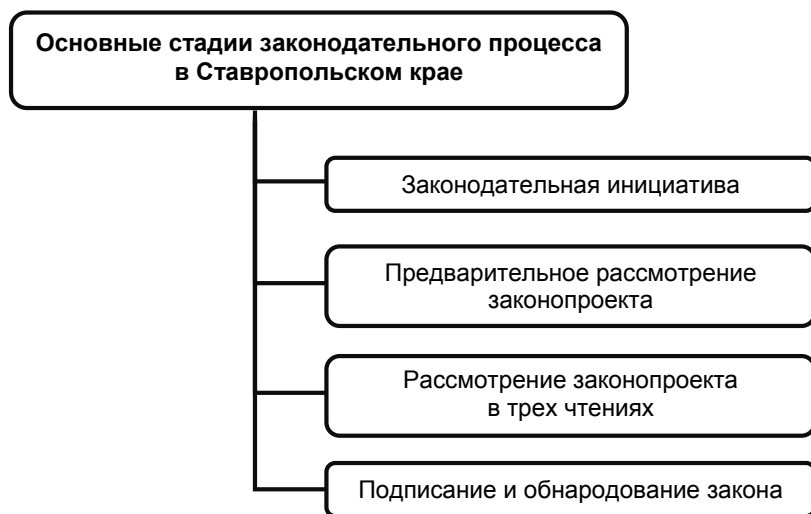 Основные стадии законодательного процесса
в Ставропольском крае
Законодательная инициатива
Предварительное рассмотрение
законопроекта
Рассмотрение законопроекта
в трех чтениях
Подписание и обнародование закона